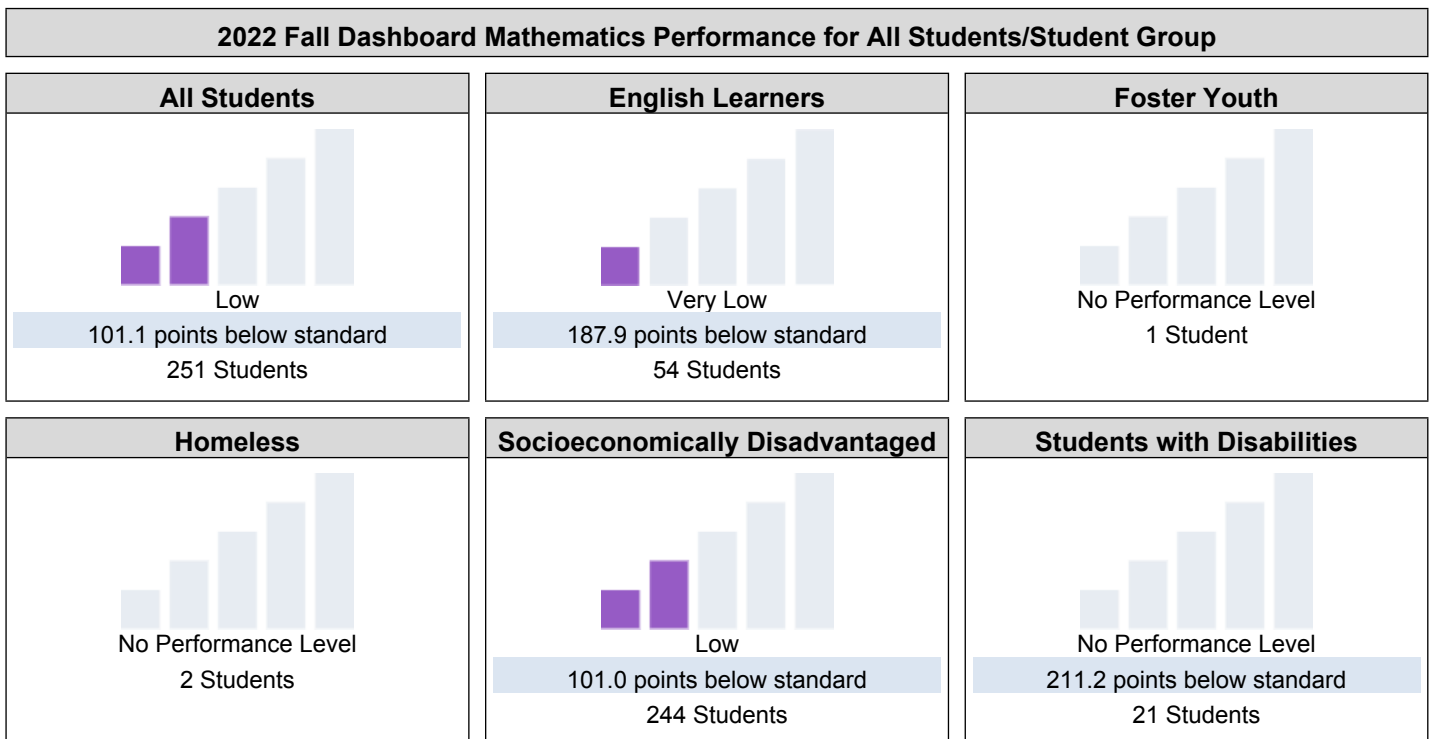 2022 Fall Dashboard Mathematics Performance for All Students/Student Group
All Students
Low
101.1 points below standard
251 Students
English Learners
Very Low
187.9 points below standard
54 Students
Foster Youth
No Performance Level
1 Student
Homeless
No Performance Level
2 Students
Socioeconomically Disadvantaged
Low
101.0 points below standard
244 Students
Students with Disabilities
No Performance Level
211.2 points below standard
21 Students